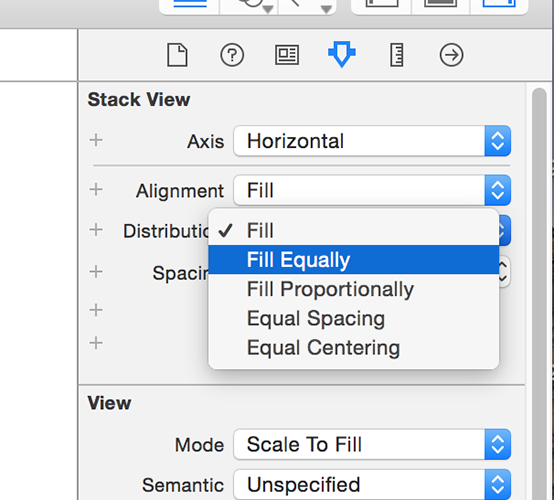 Stack View
Axis Horizontal
Alignment Fill
Distributio ✓ Fill
Fill Equally
Spacin Fill Proportionally
Equal Spacing
Equal Centering
View
Mode Scale To Fill
Semantic Unspecified